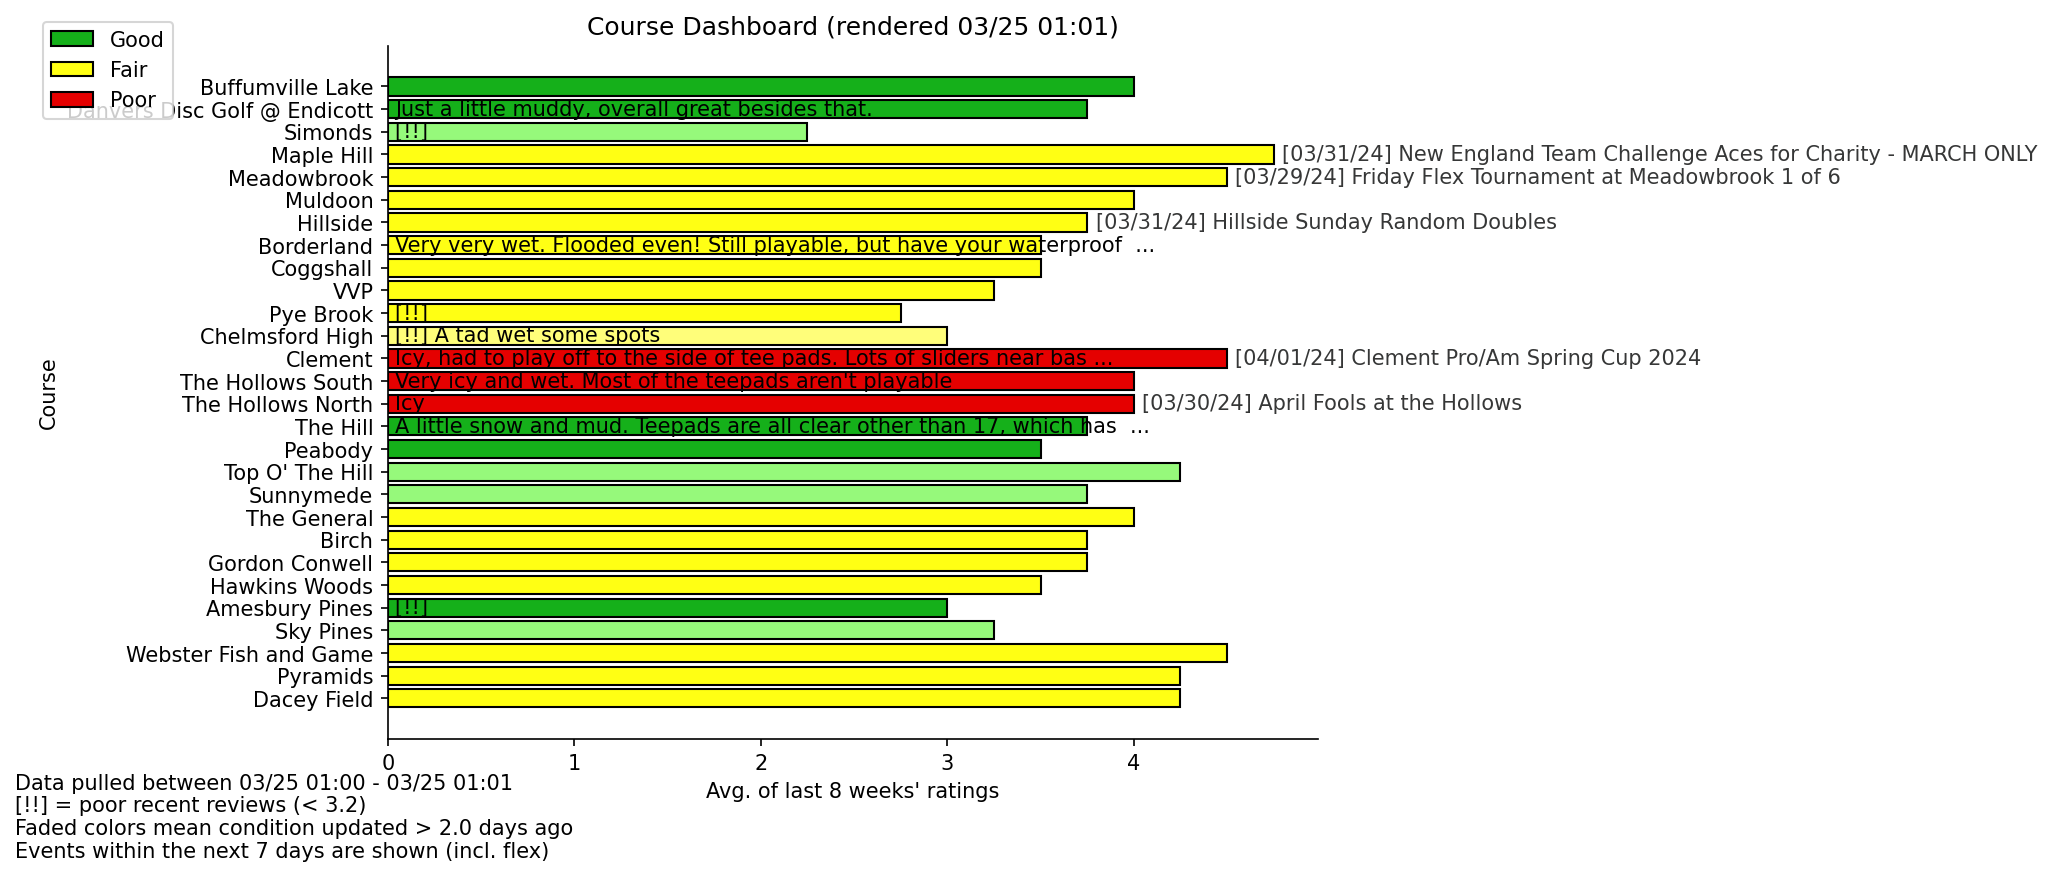 Course Dashboard (rendered 03/25 01:01)
Good
Fair
Poor
Buffumville Lake
Danvers Disc Golf @ Endicott Just a little muddy, overall great besides that.
Simonds [!!]
Maple Hill [03/31/24] New England Team Challenge Aces for Charity - MARCH ONLY
Meadowbrook [03/29/24] Friday Flex Tournament at Meadowbrook 1 of 6
Muldoon
Hillside [03/31/24] Hillside Sunday Random Doubles
Borderland Very very wet. Flooded even! Still playable, but have your waterproof ...
Coggshall
VVP
Pye Brook [!!]
Chelmsford High [!!] A tad wet some spots
Clement Icy, had to play off to the side of tee pads. Lots of sliders near bas ... [04/01/24] Clement Pro/Am Spring Cup 2024
The Hollows South Very icy and wet. Most of the teepads aren't playable
The Hollows North Icy [03/30/24] April Fools at the Hollows
The Hill A little snow and mud. Teepads are all clear other than 17, which has ...
Peabody
Top O' The Hill
Sunnymede
The General
Birch
Gordon Conwell
Hawkins Woods
Amesbury Pines [!!]
Sky Pines
Webster Fish and Game
Pyramids
Dacey Field
Course
0 1 2 3 4
Avg. of last 8 weeks' ratings
Data pulled between 03/25 01:00 - 03/25 01:01
[!!] = poor recent reviews (< 3.2)
Faded colors mean condition updated > 2.0 days ago
Events within the next 7 days are shown (incl. flex)